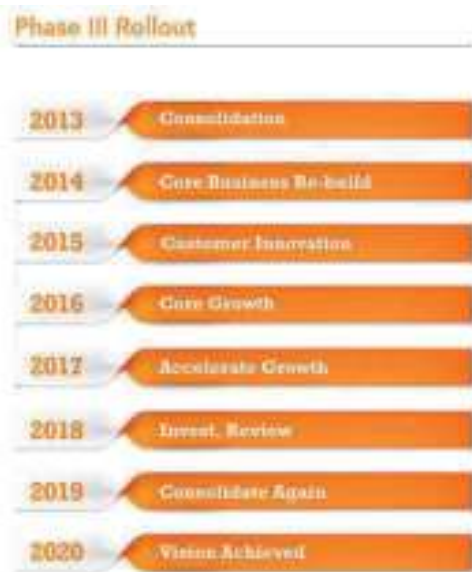 Phase III Rollout
2013 Consolidation
2014 Core Business Re-build
2015 Customer Innovation
2016 Core Growth
2017 Accelerate Growth
2018 Invest, Review
2019 Consolidate Again
2020 Vision Achieved